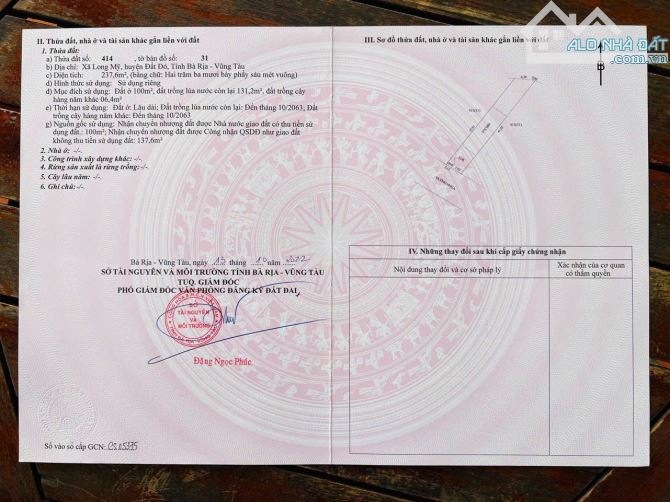 ALO NHÀ ĐẤT
II. Thửa đất, nhà ở và tài sản khác gắn liền với đất
1. Thửa đất:
a) Thửa đất số: 414 , tờ bản đồ số: 31
b) Địa chỉ: Xã Long Mỹ, huyện Đất Đỏ, Tỉnh Bà Rịa - Vũng Tàu
c) Diện tích: 237,6m², (bằng chữ: Hai trăm ba mươi bảy phẩy sáu mét vuông)
d) Hình thức sử dụng: Sử dụng riêng
đ) Mục đích sử dụng: Đất ở 100m², đất trồng lúa nước còn lại 131,2m², đất trồng cây
hàng năm khác 06,4m²
e) Thời hạn sử dụng: Đất ở: Lâu dài; Đất trồng lúa nước còn lại: Đến tháng 10/2063; Đất
trồng cây hàng năm khác: Đến tháng 10/2063
g) Nguồn gốc sử dụng: Nhận chuyển nhượng đất được Nhà nước giao đất có thu tiền sử
dụng đất: 100m²; Nhận chuyển nhượng đất được Công nhận QSDĐ như giao đất
không thu tiền sử dụng đất: 137,6m²
2. Nhà ở: -/-
3. Công trình xây dựng khác: -/-
4. Rừng sản xuất là rừng trồng: -/-
5. Cây lâu năm: -/-
6. Ghi chú: -/-
Bà Rịa - Vũng Tàu, ngày 13 tháng 10 năm 2022
SỞ TÀI NGUYÊN VÀ MÔI TRƯỜNG TỈNH BÀ RỊA - VŨNG TÀU
TUQ. GIÁM ĐỐC
PHÓ GIÁM ĐỐC VĂN PHÒNG ĐĂNG KÝ ĐẤT ĐAI
SỞ
TÀI NGUYÊN
VÀ
MÔI TRƯỜNG
Đặng Ngọc Phúc
Số vào sổ cấp GCN: CS05375
III. Sơ đồ thửa đất, nhà ở và tài sản khác gắn liền với đất
B
IV. Những thay đổi sau khi cấp giấy chứng nhận
Nội dung thay đổi và cơ sở pháp lý
Xác nhận của cơ quan
có thẩm quyền